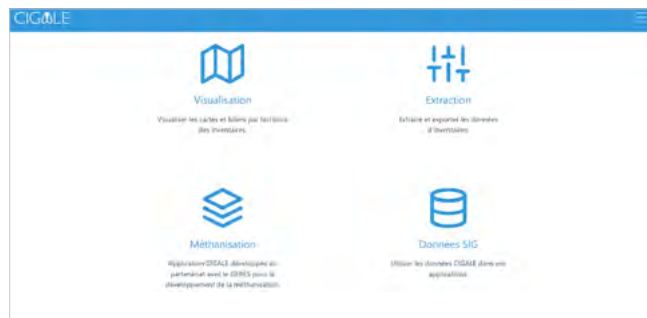 CIGALE
Visualisation
Visualiser les cartes et bilans par territoire
des inventaires.
Extraction
Extraire et exporter les données
d'inventaires
Méthanisation
Application CIGALE développée en
partenariat avec le GERES pour le
développement de la méthanisation.
Données SIG
Utiliser les données CIGALE dans vos
applications.